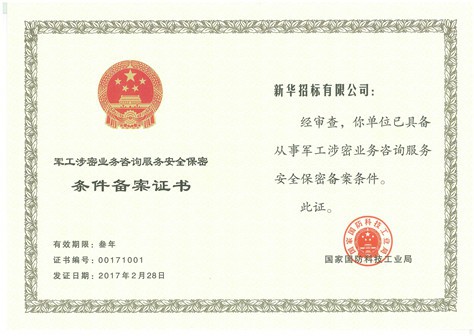 军工涉密业务咨询服务安全保密
条件备案证书
有效期限：叁年
证书编号：00171001
发证日期：2017年2月28日
新华招标有限公司：
经审查，你单位已具备
从事军工涉密业务咨询服务
安全保密备案条件。
此证。
国家国防科技工业局
国家国防科技工业局